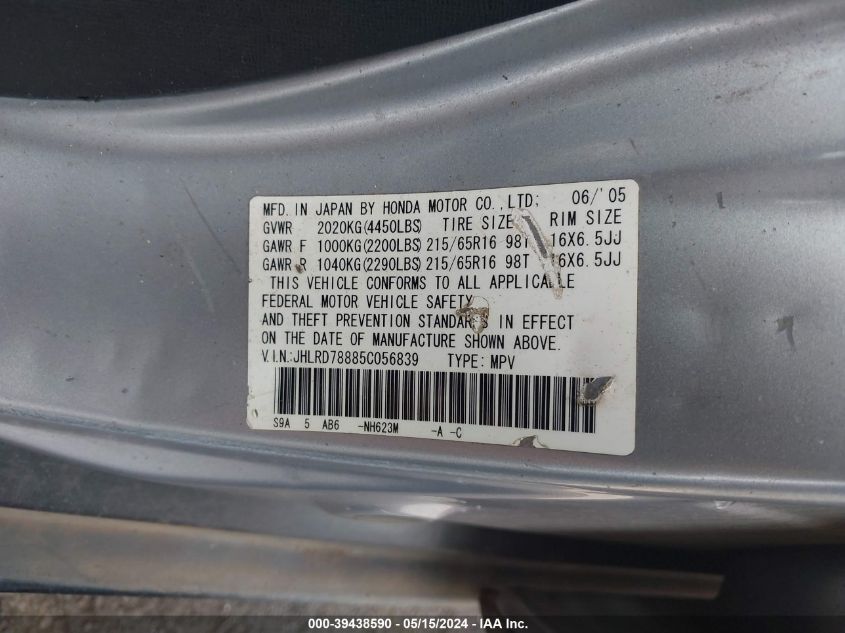 MFD. IN JAPAN BY HONDA MOTOR CO.,LTD; 06/'05
GVWR 2020KG(4450LBS) TIRE SIZE RIM SIZE
GAWR F 1000KG(2200LBS) 215/65R16 98T 16X6.5JJ
GAWR R 1040KG(2290LBS) 215/65R16 98T 16X6.5JJ
THIS VEHICLE CONFORMS TO ALL APPLICABLE
FEDERAL MOTOR VEHICLE SAFETY
AND THEFT PREVENTION STANDARDS IN EFFECT
ON THE DATE OF MANUFACTURE SHOWN ABOVE.
V.I.N.:JHLRD78885C056839 TYPE: MPV
S9A 5 AB6 -NH623M -A -C
000-39438590 - 05/15/2024 - IAA Inc.